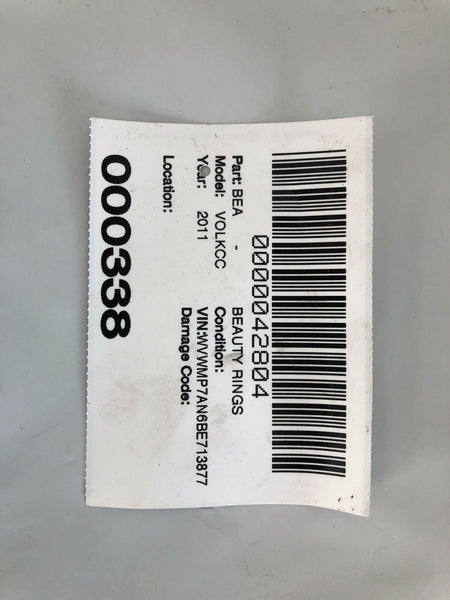 0000042804
Part: BEA - BEAUTY RINGS
Model: VOLKCC Condition:
Year: 2011 VIN:WVWMP7AN6BE713877
Damage Code:
Location:
000338